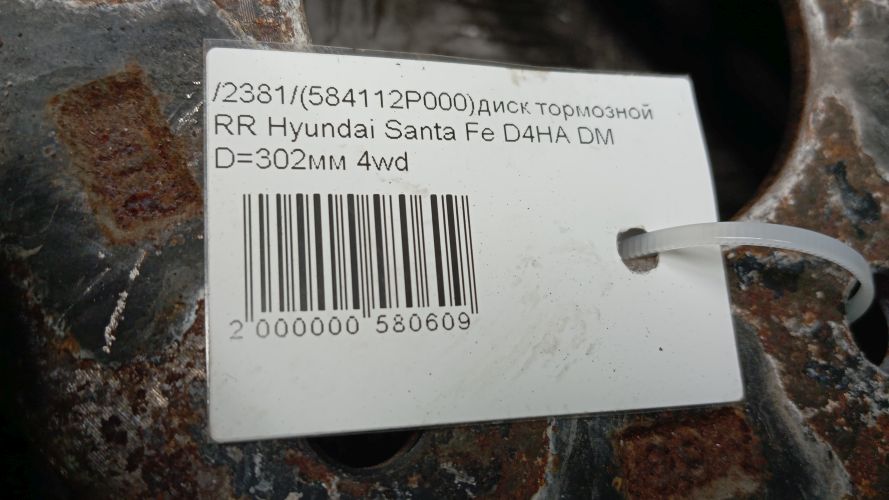 /2381/(584112P000)диск тормозной
RR Hyundai Santa Fe D4HA DM
D=302мм 4wd
2 000000 580609